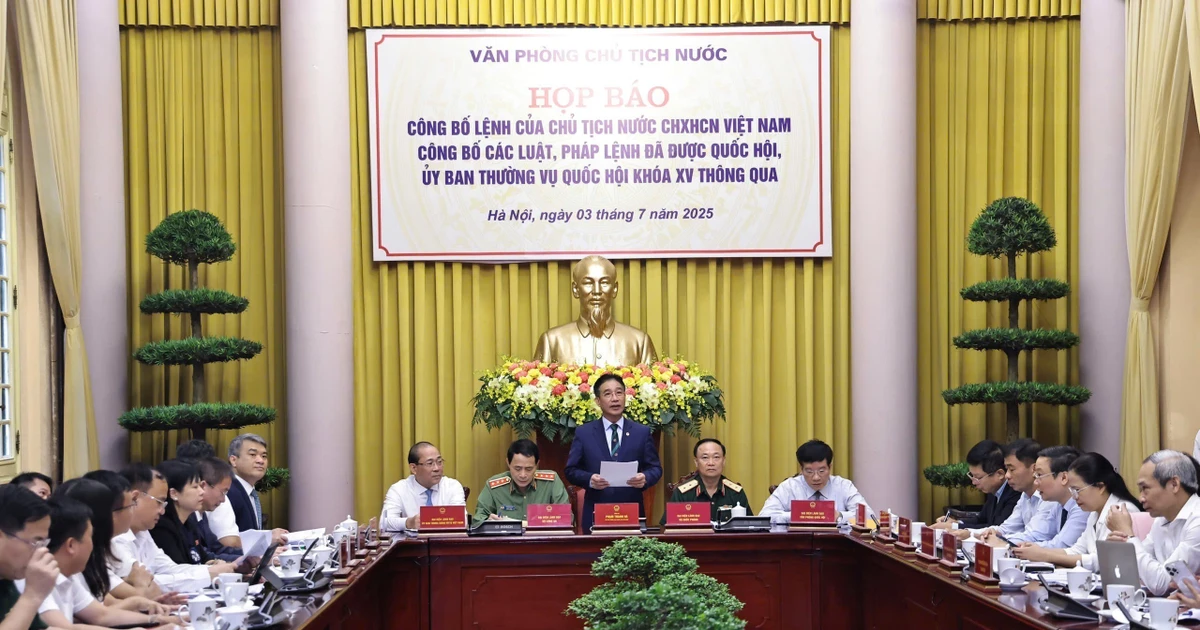 VĂN PHÒNG CHỦ TỊCH NƯỚC
HỌP BÁO
CÔNG BỐ LỆNH CỦA CHỦ TỊCH NƯỚC CHXHCN VIỆT NAM
CÔNG BỐ CÁC LUẬT, PHÁP LỆNH ĐÃ ĐƯỢC QUỐC HỘI,
ỦY BAN THƯỜNG VỤ QUỐC HỘI KHÓA XV THÔNG QUA
Hà Nội, ngày 03 tháng 7 năm 2025